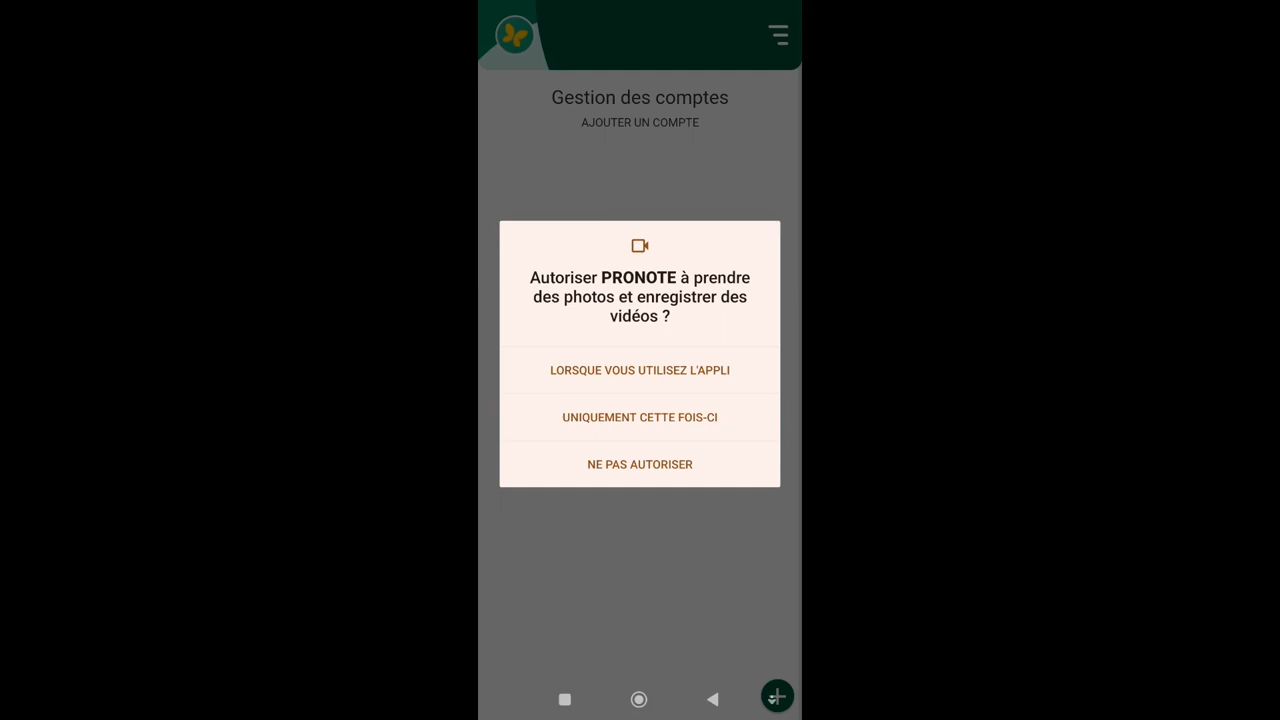 Gestion des comptes
AJOUTER UN COMPTE
Autoriser PRONOTE à prendre
des photos et enregistrer des
vidéos ?
LORSQUE VOUS UTILISEZ L'APPLI
UNIQUEMENT CETTE FOIS-CI
NE PAS AUTORISER